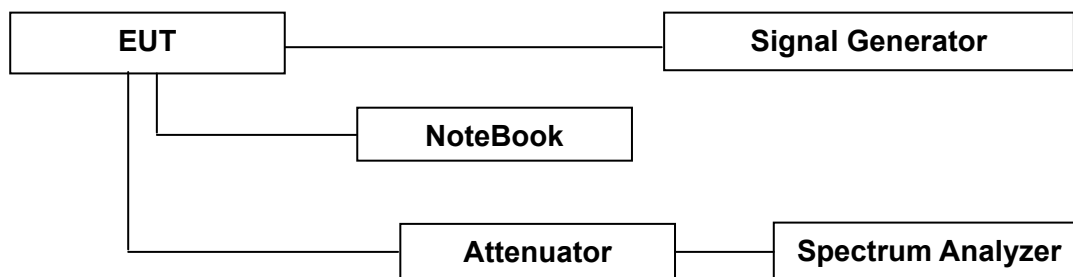 EUT
Signal Generator
NoteBook
Attenuator
Spectrum Analyzer